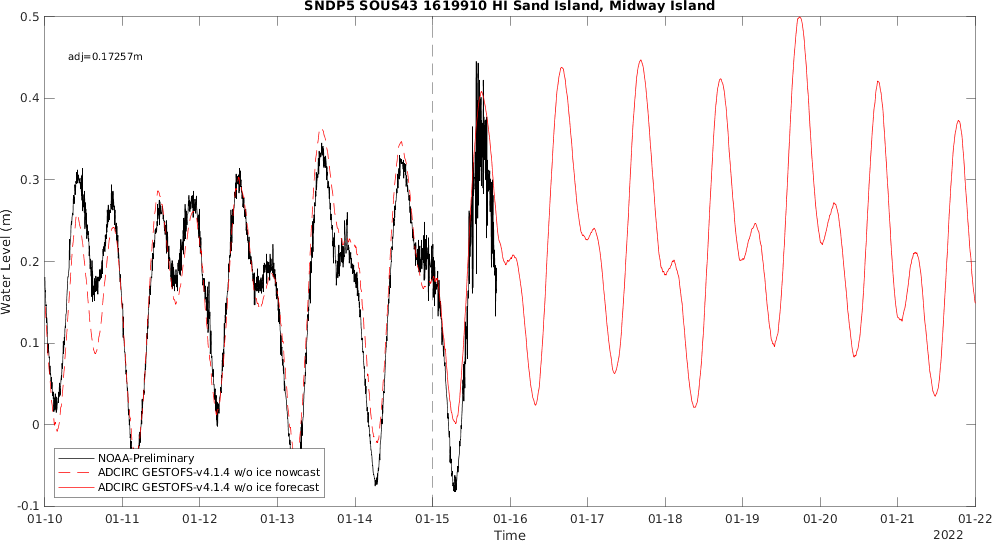 SNDP5 SOUS43 1619910 HI Sand Island, Midway Island
0.5
adj=0.17257m
0.4
0.3
0.2
0.1
0
-0.1
Water Level (m)
NOAA-Preliminary
ADCIRC GESTOFS-v4.1.4 w/o ice nowcast
ADCIRC GESTOFS-v4.1.4 w/o ice forecast
01-10 01-11 01-12 01-13 01-14 01-15 01-16 01-17 01-18 01-19 01-20 01-21 01-22
Time
2022